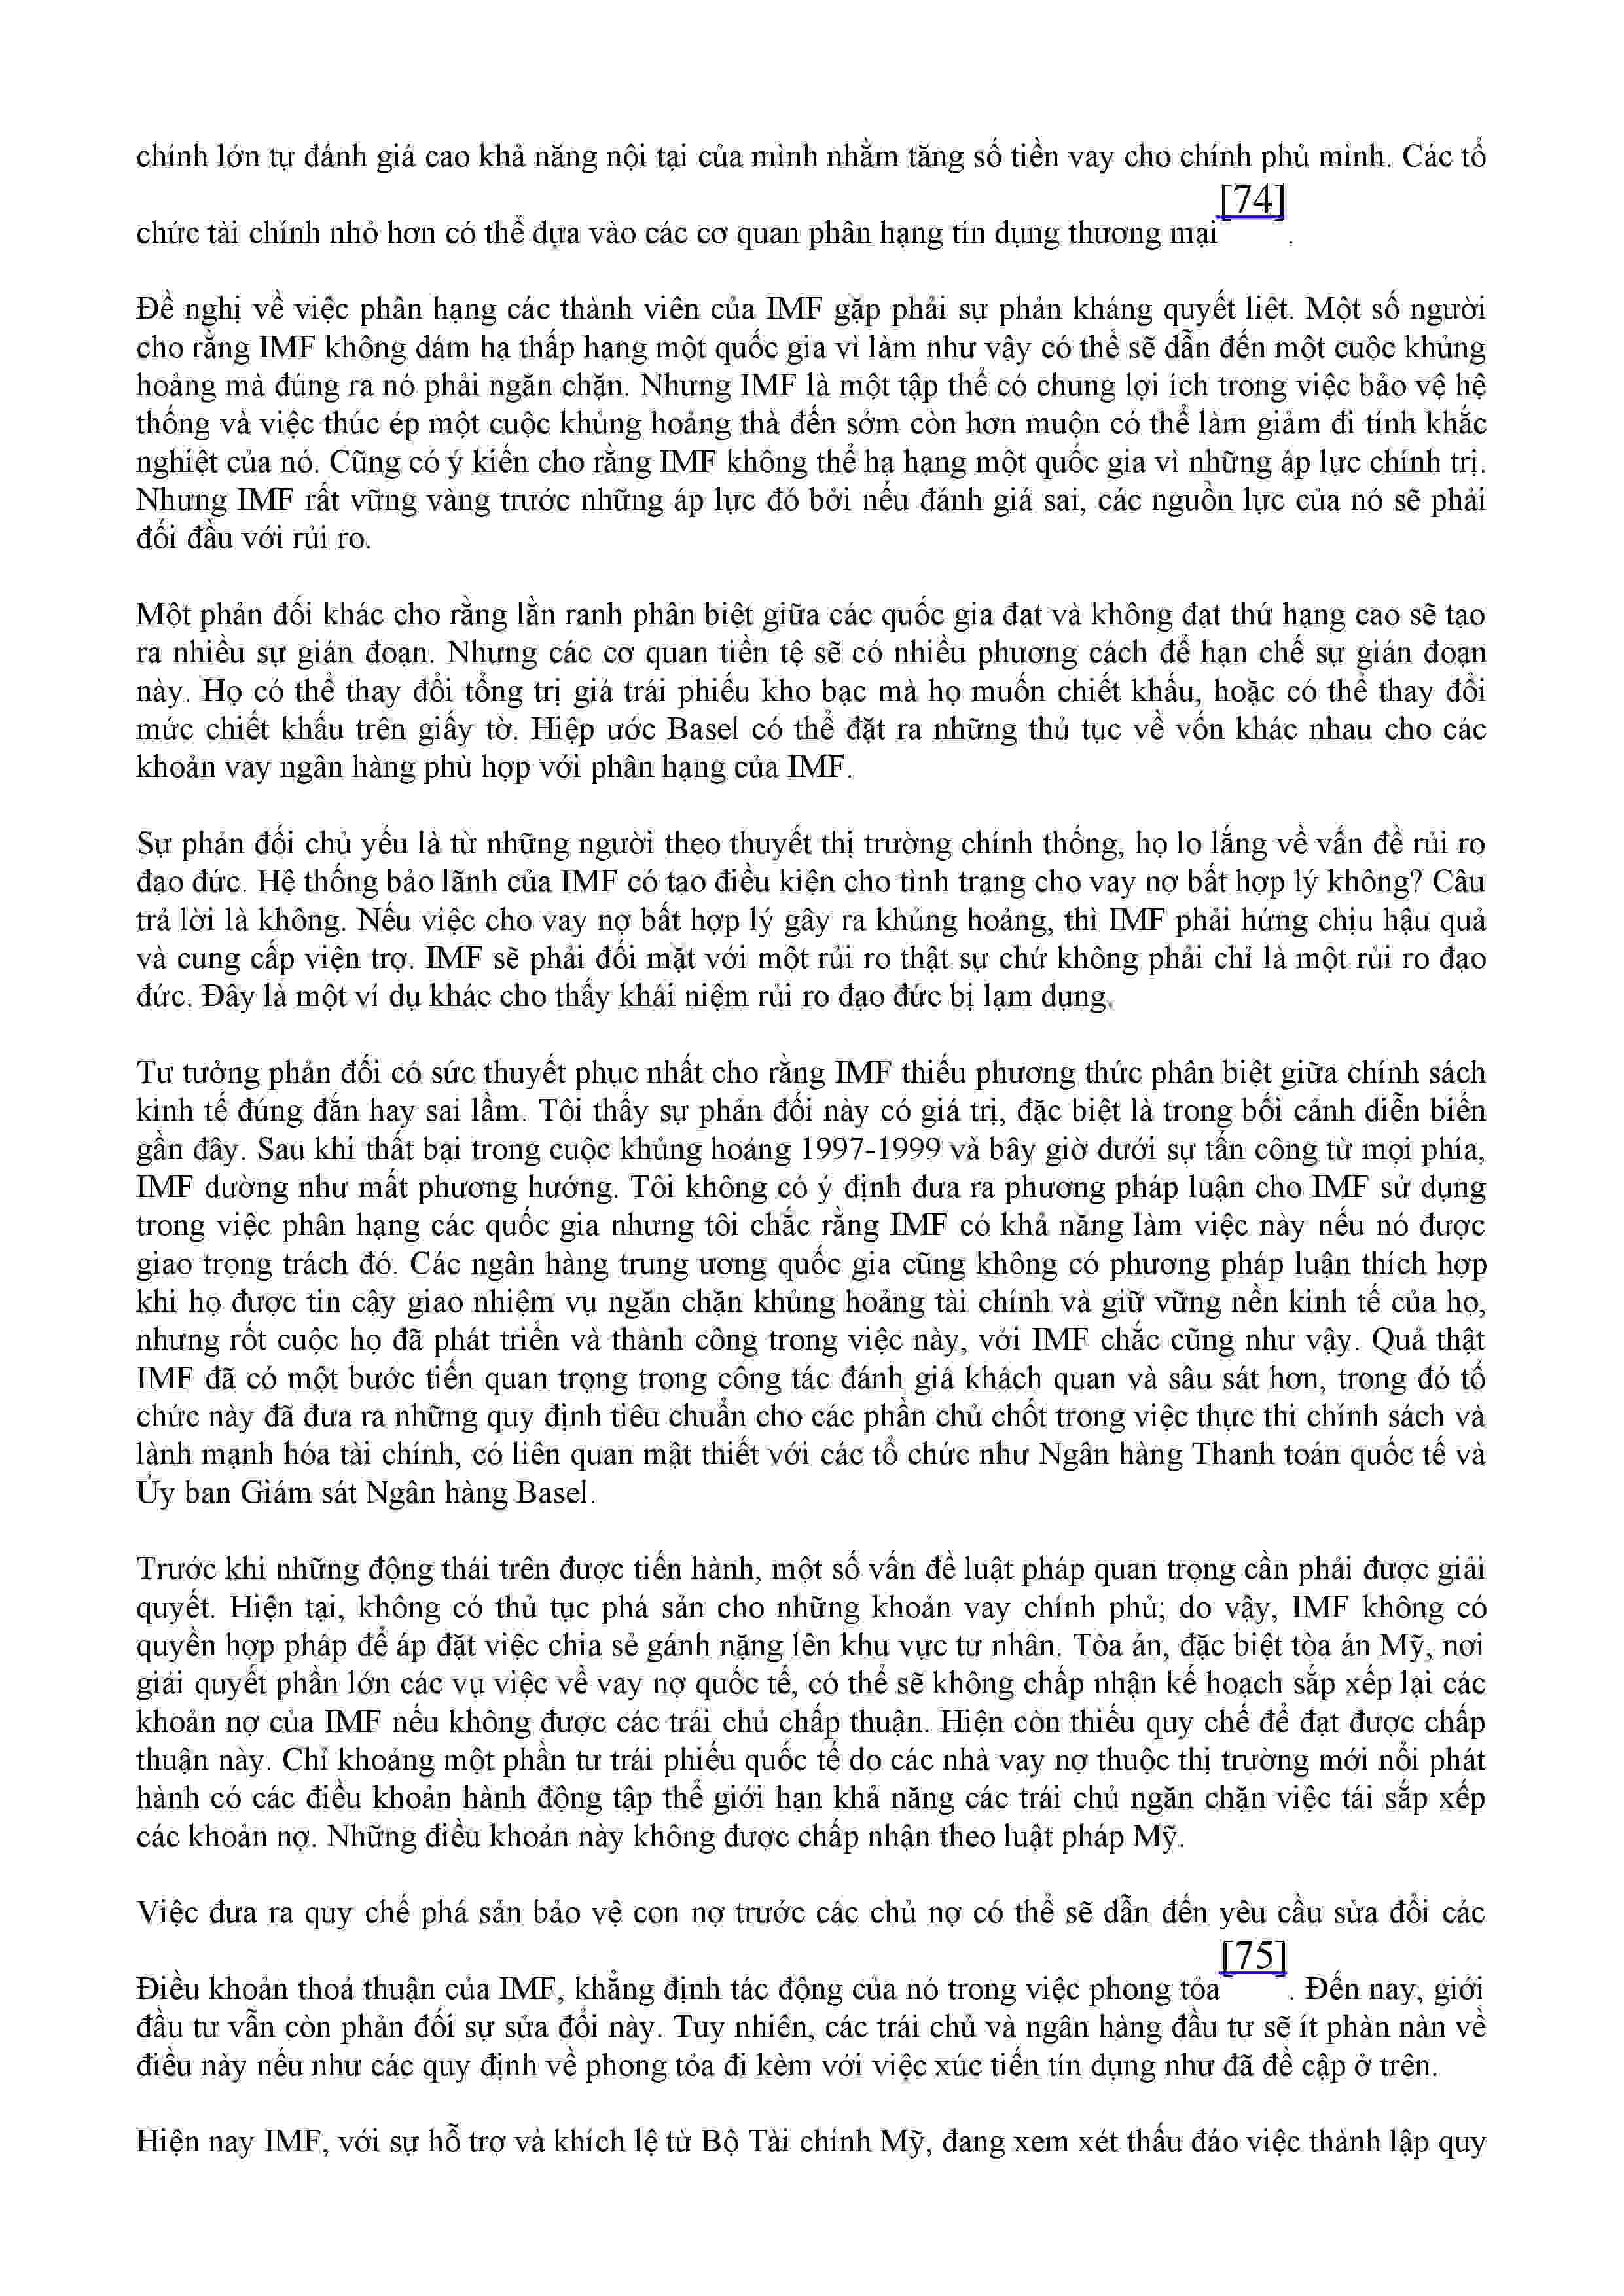 chính lớn tự đánh giá cao khả năng nội tại của mình nhằm tăng số tiền vay cho chính phủ mình. Các tổ
chức tài chính nhỏ hơn có thể dựa vào các cơ quan phân hạng tín dụng thương mại[74].
Đề nghị về việc phân hạng các thành viên của IMF gặp phải sự phản kháng quyết liệt. Một số người
cho rằng IMF không dám hạ thấp hạng một quốc gia vì làm như vậy có thể sẽ dẫn đến một cuộc khủng
hoảng mà đúng ra nó phải ngăn chặn. Nhưng IMF là một tập thể có chung lợi ích trong việc bảo vệ hệ
thống và việc thúc ép một cuộc khủng hoảng thà đến sớm còn hơn muộn có thể làm giảm đi tính khắc
nghiệt của nó. Cũng có ý kiến cho rằng IMF không thể hạ hạng một quốc gia vì những áp lực chính trị.
Nhưng IMF rất vững vàng trước những áp lực đó bởi nếu đánh giá sai, các nguồn lực của nó sẽ phải
đối đầu với rủi ro.
Một phản đối khác cho rằng lằn ranh phân biệt giữa các quốc gia đạt và không đạt thứ hạng cao sẽ tạo
ra nhiều sự gián đoạn. Nhưng các cơ quan tiền tệ sẽ có nhiều phương cách để hạn chế sự gián đoạn
này. Họ có thể thay đổi tổng trị giá trái phiếu kho bạc mà họ muốn chiết khấu, hoặc có thể thay đổi
mức chiết khấu trên giấy tờ. Hiệp ước Basel có thể đặt ra những thủ tục về vốn khác nhau cho các
khoản vay ngân hàng phù hợp với phân hạng của IMF.
Sự phản đối chủ yếu là từ những người theo thuyết thị trường chính thống, họ lo lắng về vấn đề rủi ro
đạo đức. Hệ thống bảo lãnh của IMF có tạo điều kiện cho tình trạng cho vay nợ bất hợp lý không? Câu
trả lời là không. Nếu việc cho vay nợ bất hợp lý gây ra khủng hoảng, thì IMF phải hứng chịu hậu quả
và cung cấp viện trợ. IMF sẽ phải đối mặt với một rủi ro thật sự chứ không phải chỉ là một rủi ro đạo
đức. Đây là một ví dụ khác cho thấy khái niệm rủi ro đạo đức bị lạm dụng.
Tư tưởng phản đối có sức thuyết phục nhất cho rằng IMF thiếu phương thức phân biệt giữa chính sách
kinh tế đúng đắn hay sai lầm. Tôi thấy sự phản đối này có giá trị, đặc biệt là trong bối cảnh diễn biến
gần đây. Sau khi thất bại trong cuộc khủng hoảng 1997-1999 và bây giờ dưới sự tấn công từ mọi phía,
IMF dường như mất phương hướng. Tôi không có ý định đưa ra phương pháp luận cho IMF sử dụng
trong việc phân hạng các quốc gia nhưng tôi chắc rằng IMF có khả năng làm việc này nếu nó được
giao trọng trách đó. Các ngân hàng trung ương quốc gia cũng không có phương pháp luận thích hợp
khi họ được tin cậy giao nhiệm vụ ngăn chặn khủng hoảng tài chính và giữ vững nền kinh tế của họ,
nhưng rốt cuộc họ đã phát triển và thành công trong việc này, với IMF chắc cũng như vậy. Quả thật
IMF đã có một bước tiến quan trọng trong công tác đánh giá khách quan và sâu sát hơn, trong đó tổ
chức này đã đưa ra những quy định tiêu chuẩn cho các phần chủ chốt trong việc thực thi chính sách và
lành mạnh hóa tài chính, có liên quan mật thiết với các tổ chức như Ngân hàng Thanh toán quốc tế và
Ủy ban Giám sát Ngân hàng Basel.
Trước khi những động thái trên được tiến hành, một số vấn đề luật pháp quan trọng cần phải được giải
quyết. Hiện tại, không có thủ tục phá sản cho những khoản vay chính phủ; do vậy, IMF không có
quyền hợp pháp để áp đặt việc chia sẻ gánh nặng lên khu vực tư nhân. Tòa án, đặc biệt tòa án Mỹ, nơi
giải quyết phần lớn các vụ việc về vay nợ quốc tế, có thể sẽ không chấp nhận kế hoạch sắp xếp lại các
khoản nợ của IMF nếu không được các trái chủ chấp thuận. Hiện còn thiếu quy chế để đạt được chấp
thuận này. Chỉ khoảng một phần tư trái phiếu quốc tế do các nhà vay nợ thuộc thị trường mới nổi phát
hành có các điều khoản hành động tập thể giới hạn khả năng các trái chủ ngăn chặn việc tái sắp xếp
các khoản nợ. Những điều khoản này không được chấp nhận theo luật pháp Mỹ.
Việc đưa ra quy chế phá sản bảo vệ con nợ trước các chủ nợ có thể sẽ dẫn đến yêu cầu sửa đổi các
Điều khoản thoả thuận của IMF, khẳng định tác động của nó trong việc phong tỏa[75]. Đến nay, giới
đầu tư vẫn còn phản đối sự sửa đổi này. Tuy nhiên, các trái chủ và ngân hàng đầu tư sẽ ít phàn nàn về
điều này nếu như các quy định về phong tỏa đi kèm với việc xúc tiến tín dụng như đã đề cập ở trên.
Hiện nay IMF, với sự hỗ trợ và khích lệ từ Bộ Tài chính Mỹ, đang xem xét thấu đáo việc thành lập quy